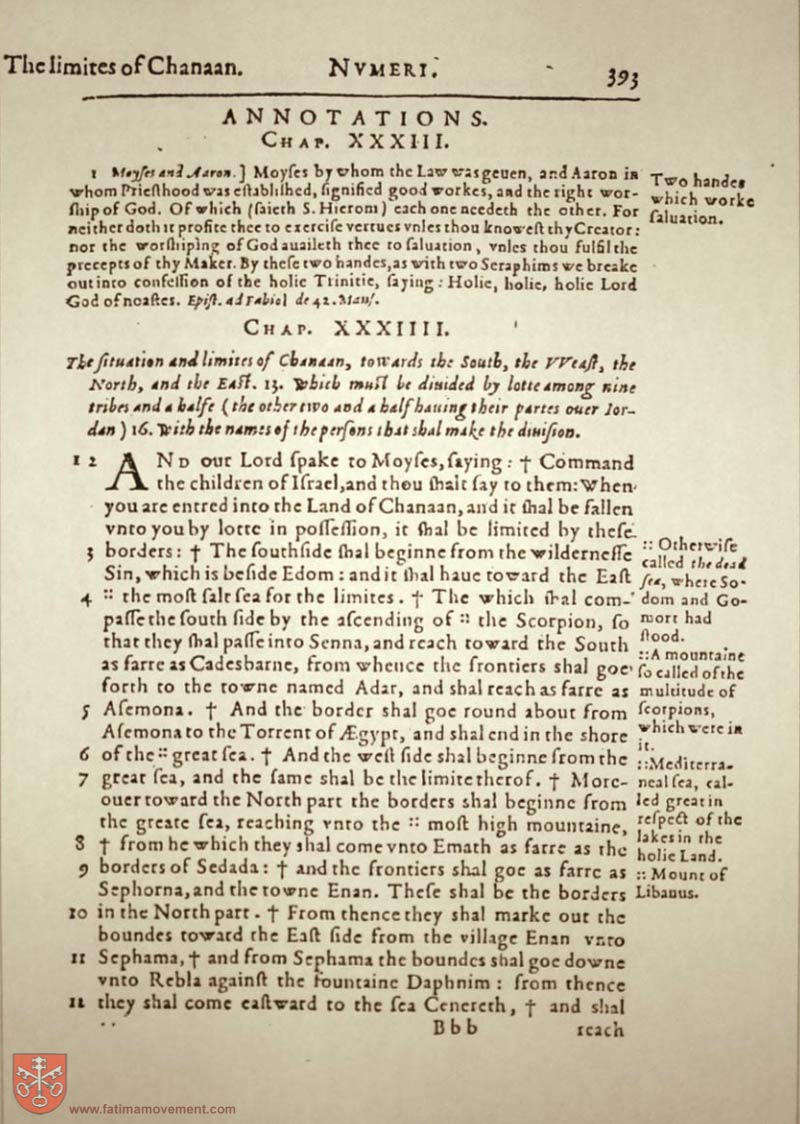 The limites of Chanaan. NVMERI. 393
ANNOTATIONS.
CHAP. XXXIII.
1 Moyſes and Aaron.] Moyſes by whom the Law was geuen, and Aaron in
whom Prieſthood was eſtabliſhed, ſignified good workes, and the right wor-
ſhip of God. Of which (ſaieth S. Hierom) each one needeth the other. For
neither doth it profite thee to exerciſe vertues vnles thou knoweſt thy Creator:
nor the worſhiping of God auaileth thee to ſaluation, vnles thou fulfil the
precepts of thy Maker. By theſe two handes, as with two Seraphims we breake
out into confeſſion of the holie Trinitie, ſaying: Holie, holie, holie Lord
God of hoaſtes. Epiſt. ad Fabiol de 42. Manſ.
Two handes
which worke
ſaluation.
CHAP. XXXIIII.
The ſituation and limites of Chanaan, towards the South, the VVeaſt, the
North, and the Eaſt. 13. Which muſt be diuided by lotte among nine
tribes and a halfe (the other two and a half hauing their partes ouer Ior-
dan) 16. With the names of the perſons that shal make the diuiſion.
1 2 AND our Lord ſpake to Moyſes, ſaying: † Command
the children of Iſrael, and thou ſhalt ſay to them: When
you are entred into the Land of Chanaan, and it ſhal be fallen
vnto you by lotte in poſſeſſion, it ſhal be limited by theſe
3 borders: † The ſouthſide ſhal beginne from the wilderneſſe
Sin, which is beſide Edom: and it ſhal haue toward the Eaſt
4 :: the moſt ſalt ſea for the limites. † The which ſhal com-
paſſe the ſouth ſide by the aſcending of :: the Scorpion, ſo
that they ſhal paſſe into Senna, and reach toward the South
as farre as Cadesbarne, from whence the frontiers shal goe
forth to the towne named Adar, and shal reach as farre as
5 Aſemona. † And the border shal goe round about from
Aſemona to the Torrent of Ægypt, and shal end in the shore
6 of the :: great ſea. † And the weſt ſide shal beginne from the
7 great ſea, and the ſame shal be the limite therof. † More-
ouer toward the North part the borders shal beginne from
the greate ſea, reaching vnto the :: moſt high mountaine,
8 † from he which they shal come vnto Emath as farre as the
9 borders of Sedada: † and the frontiers shal goe as farre as
Sephorna, and the towne Enan. Theſe shal be the borders
10 in the North part. † From thence they shal marke out the
boundes toward the Eaſt ſide from the village Enan vnto
11 Sephama, † and from Sephama the boundes shal goe downe
vnto Rebla againſt the fountaine Daphnim: from thence
12 they shal come eaſtward to the ſea Cenereth, † and shal
:: Otherwiſe
called the dead
ſea, where So-
dom and Go-
morr had
ſtood.
:: A mountaine
ſo called of the
multitude of
ſcorpions,
which were in
it.
:: Mediterra-
neal ſea, cal-
led great in
reſpect of the
lakes in the
holie Land.
:: Mount of
Libanus.
Bbb reach
www.fatimamovement.com